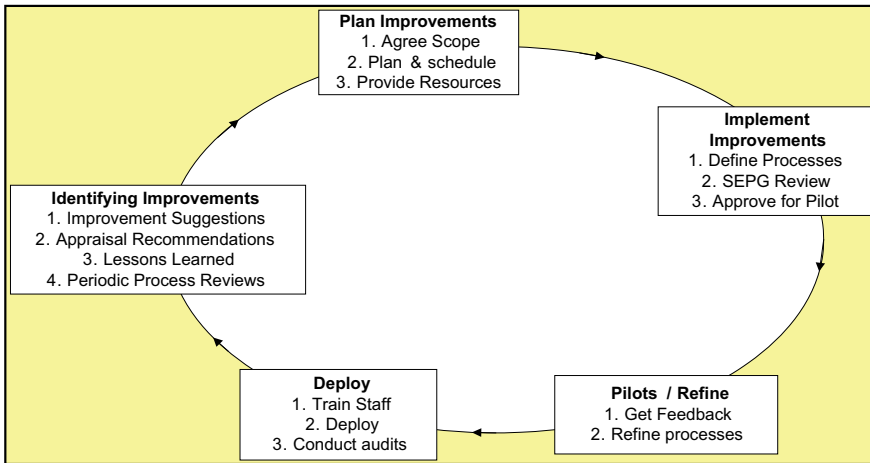 Plan Improvements
1. Agree Scope
2. Plan & schedule
3. Provide Resources
Implement
Improvements
1. Define Processes
2. SEPG Review
3. Approve for Pilot
Identifying Improvements
1. Improvement Suggestions
2. Appraisal Recommendations
3. Lessons Learned
4. Periodic Process Reviews
Deploy
1. Train Staff
2. Deploy
3. Conduct audits
Pilots / Refine
1. Get Feedback
2. Refine processes